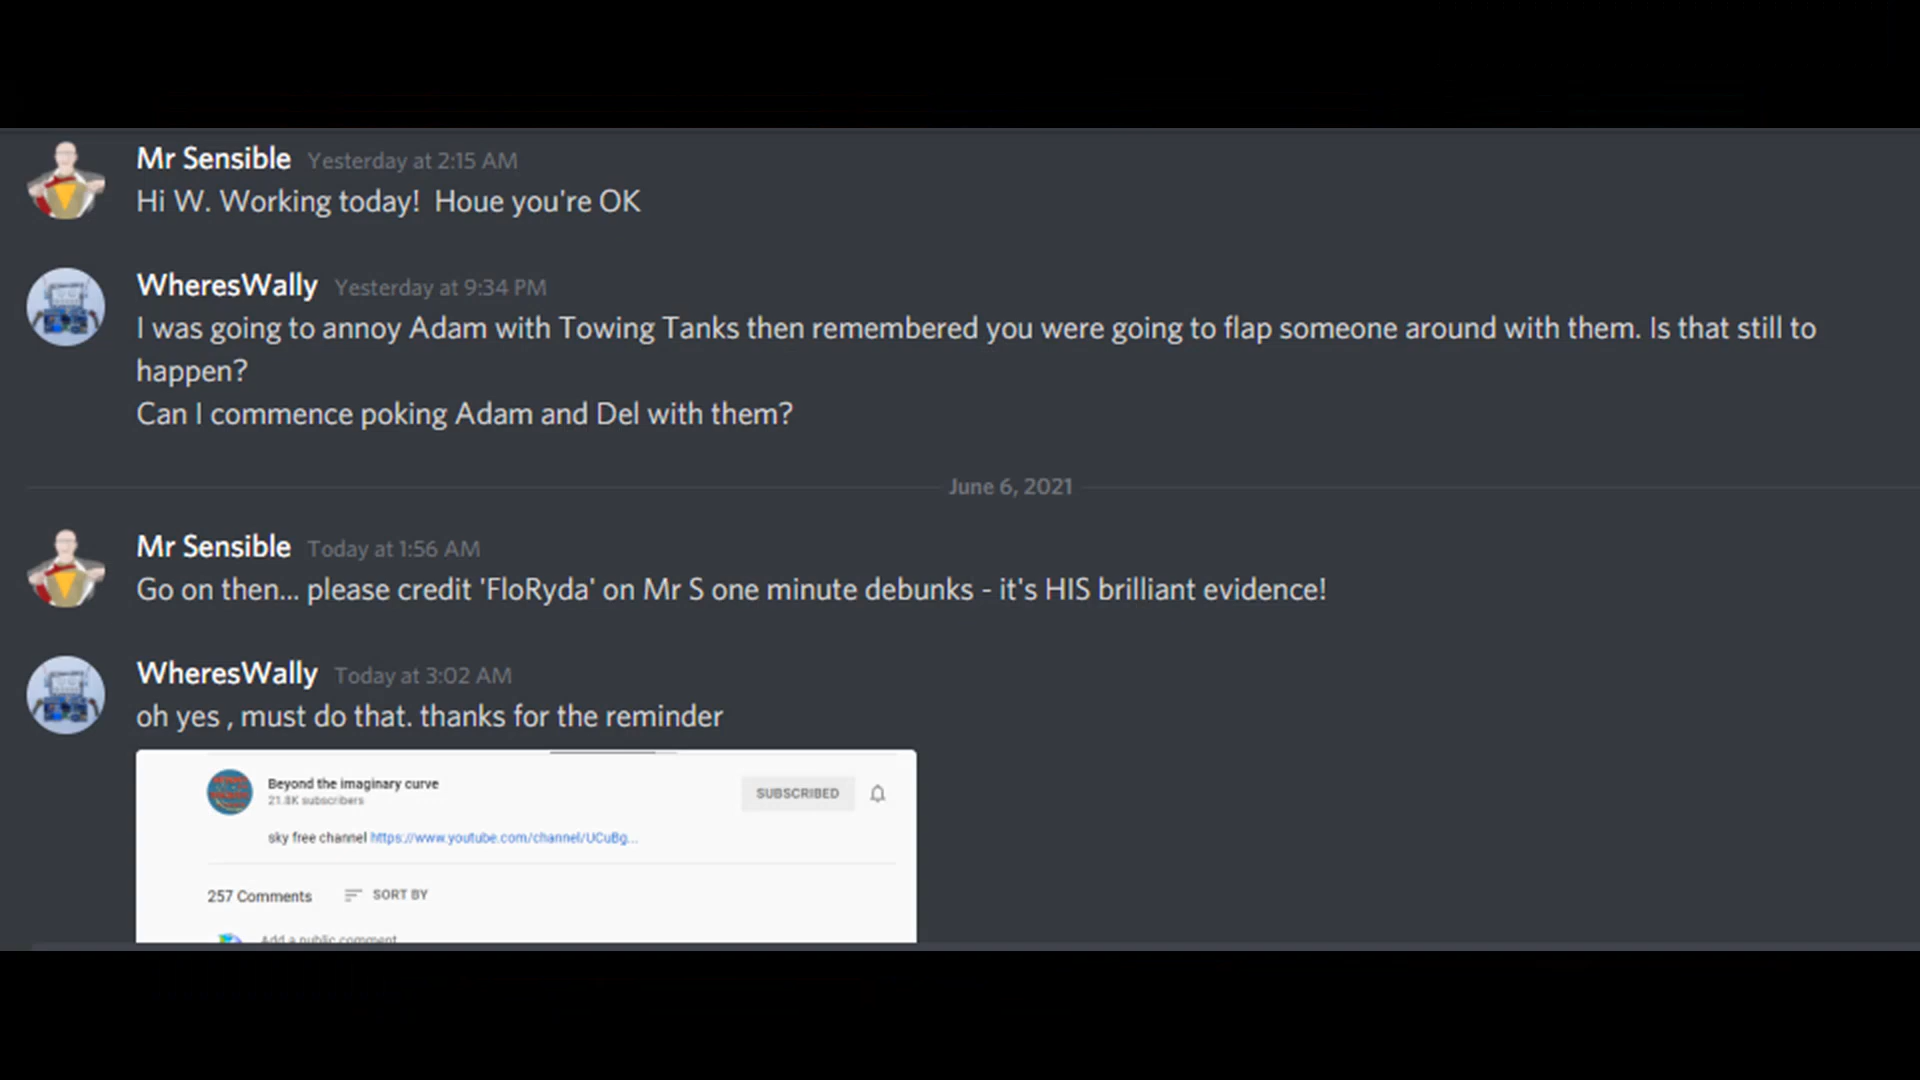 Mr Sensible Yesterday at 2:15 AM
Hi W. Working today!  Houe you're OK
WheresWally Yesterday at 9:34 PM
I was going to annoy Adam with Towing Tanks then remembered you were going to flap someone around with them. Is that still to
happen?
Can I commence poking Adam and Del with them?
June 6, 2021
Mr Sensible Today at 1:56 AM
Go on then... please credit 'FloRyda' on Mr S one minute debunks - it's HIS brilliant evidence!
WheresWally Today at 3:02 AM
oh yes , must do that. thanks for the reminder
Beyond the imaginary curve
21.8K subscribers
SUBSCRIBED
sky free channel https://www.youtube.com/channel/UCuBg...
257 Comments SORT BY
Add a public comment